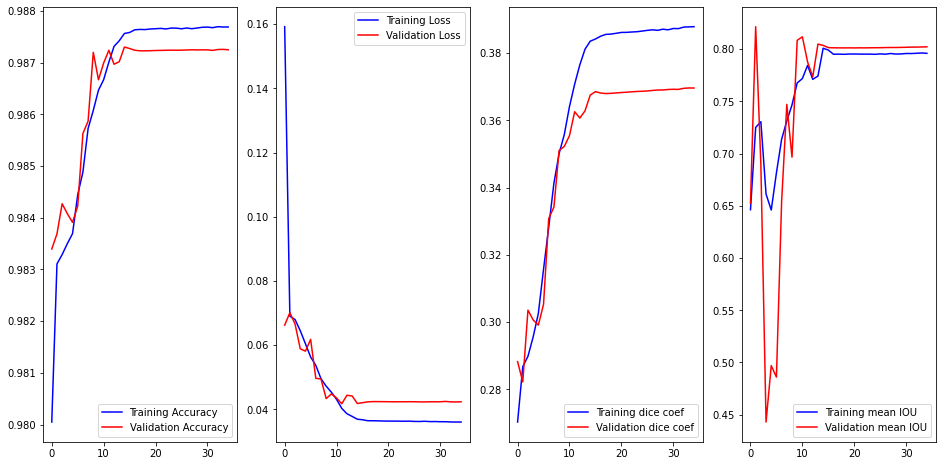 0.988
0.987
0.986
0.985
0.984
0.983
0.982
0.981
0.980
0 10 20 30
Training Accuracy
Validation Accuracy
0.16
0.14
0.12
0.10
0.08
0.06
0.04
0 10 20 30
Training Loss
Validation Loss
0.38
0.36
0.34
0.32
0.30
0.28
0 10 20 30
Training dice coef
Validation dice coef
0.80
0.75
0.70
0.65
0.60
0.55
0.50
0.45
0 10 20 30
Training mean IOU
Validation mean IOU